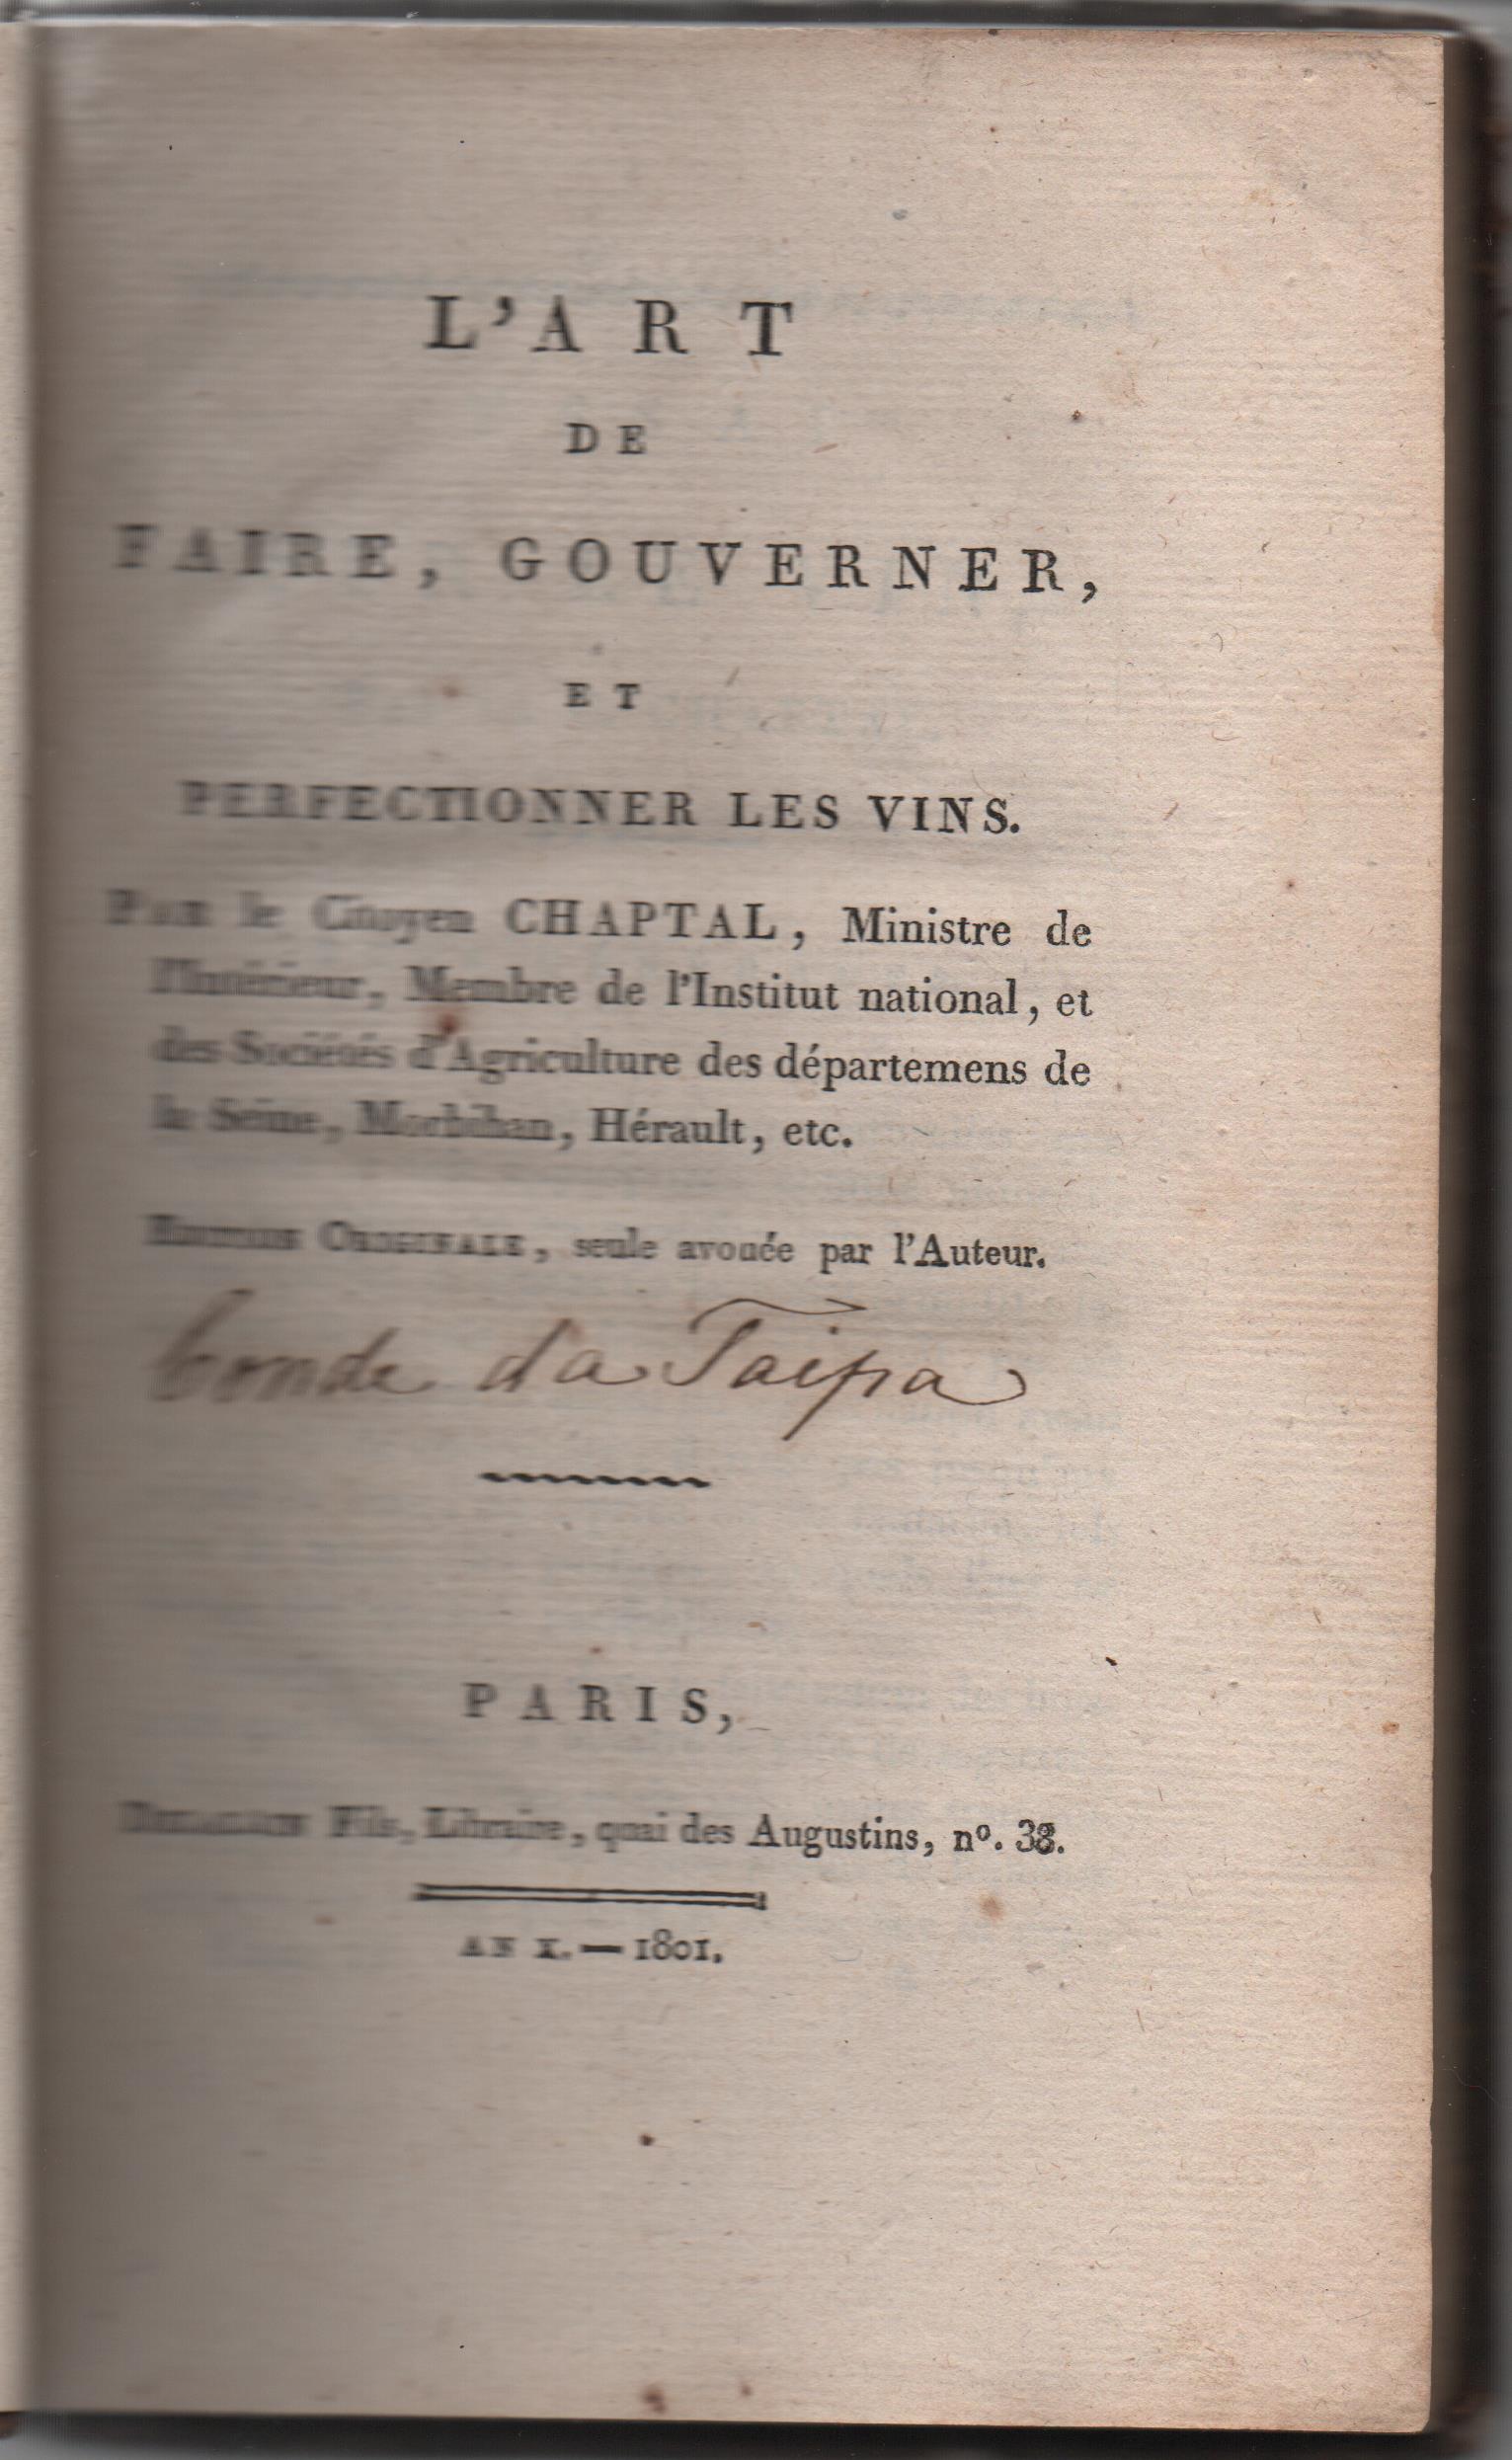 L'ART
DE
FAIRE, GOUVERNER,
ET
PERFECTIONNER LES VINS.
Par le Citoyen CHAPTAL, Ministre de
l'Intérieur, Membre de l'Institut national, et
des Sociétés d'Agriculture des départemens de
la Seine, Morbihan, Hérault, etc.
Edition Originale, seule avouée par l'Auteur.
Conde da Taipa
PARIS,
Delalain Fils, Libraire, quai des Augustins, nº. 38.
AN X. — 1801.